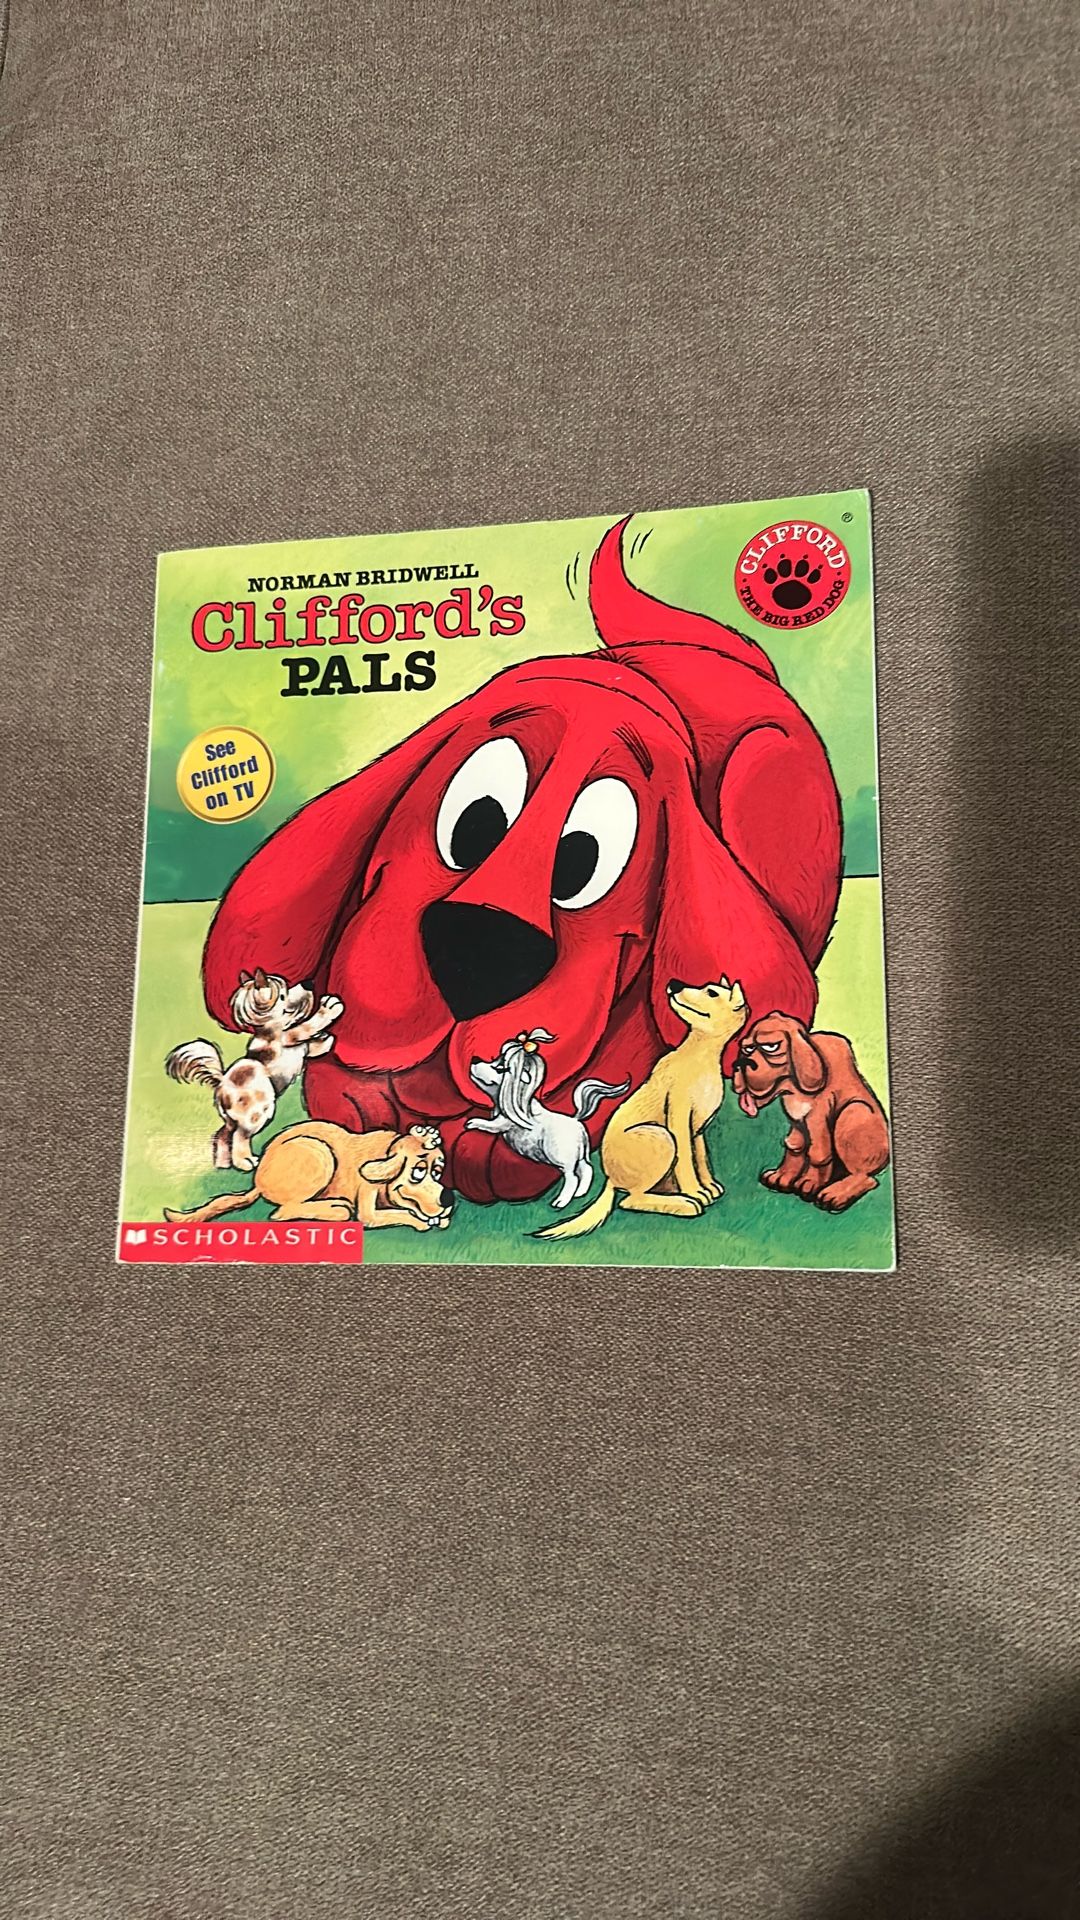 NORMAN BRIDWELL
Clifford's
PALS
CLIFFORD
• THE BIG RED DOG •
®
See
Clifford
on TV
SCHOLASTIC